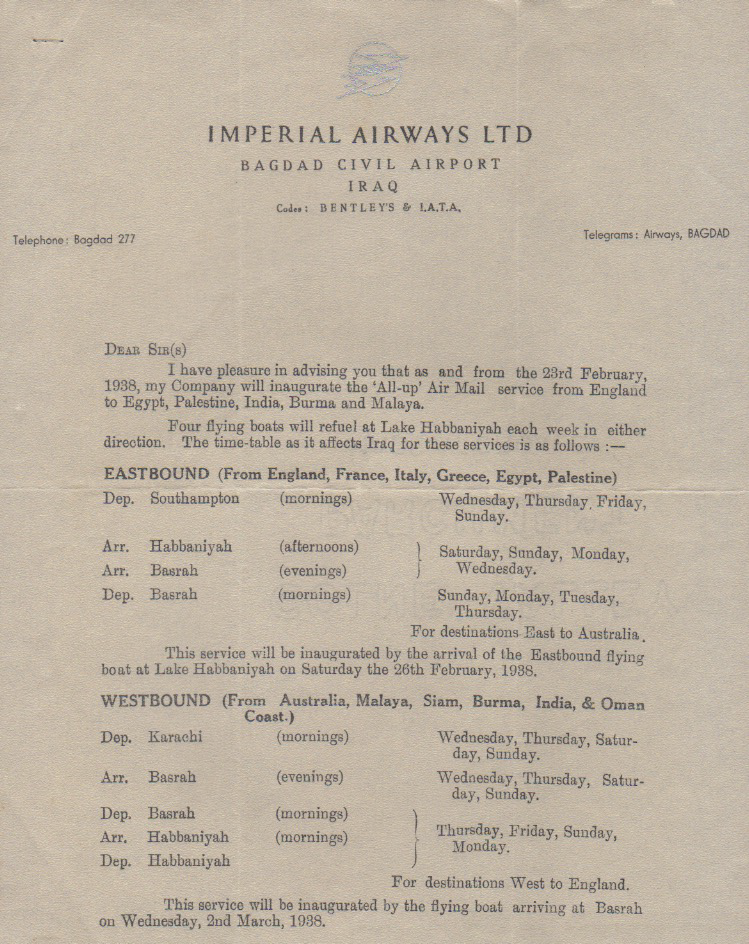 IMPERIAL AIRWAYS LTD
BAGDAD CIVIL AIRPORT
IRAQ
Codes: BENTLEY'S & I.A.T.A.
Telephone: Bagdad 277
Telegrams: Airways, BAGDAD
DEAR SIR(S)
I have pleasure in advising you that as and from the 23rd February,
1938, my Company will inaugurate the ‘All-up’ Air Mail service from England
to Egypt, Palestine, India, Burma and Malaya.
Four flying boats will refuel at Lake Habbaniyah each week in either
direction. The time-table as it affects Iraq for these services is as follows :—
EASTBOUND (From England, France, Italy, Greece, Egypt, Palestine)
Dep. Southampton (mornings) Wednesday, Thursday, Friday,
Sunday.
Arr. Habbaniyah (afternoons) } Saturday, Sunday, Monday,
Arr. Basrah (evenings) Wednesday.
Dep. Basrah (mornings) Sunday, Monday, Tuesday,
Thursday.
For destinations East to Australia.
This service will be inaugurated by the arrival of the Eastbound flying
boat at Lake Habbaniyah on Saturday the 26th February, 1938.
WESTBOUND (From Australia, Malaya, Siam, Burma, India, & Oman
Coast.)
Dep. Karachi (mornings) Wednesday, Thursday, Satur-
day, Sunday.
Arr. Basrah (evenings) Wednesday, Thursday, Satur-
day, Sunday.
Dep. Basrah (mornings)
Arr. Habbaniyah (mornings) } Thursday, Friday, Sunday,
Monday.
Dep. Habbaniyah
For destinations West to England.
This service will be inaugurated by the flying boat arriving at Basrah
on Wednesday, 2nd March, 1938.